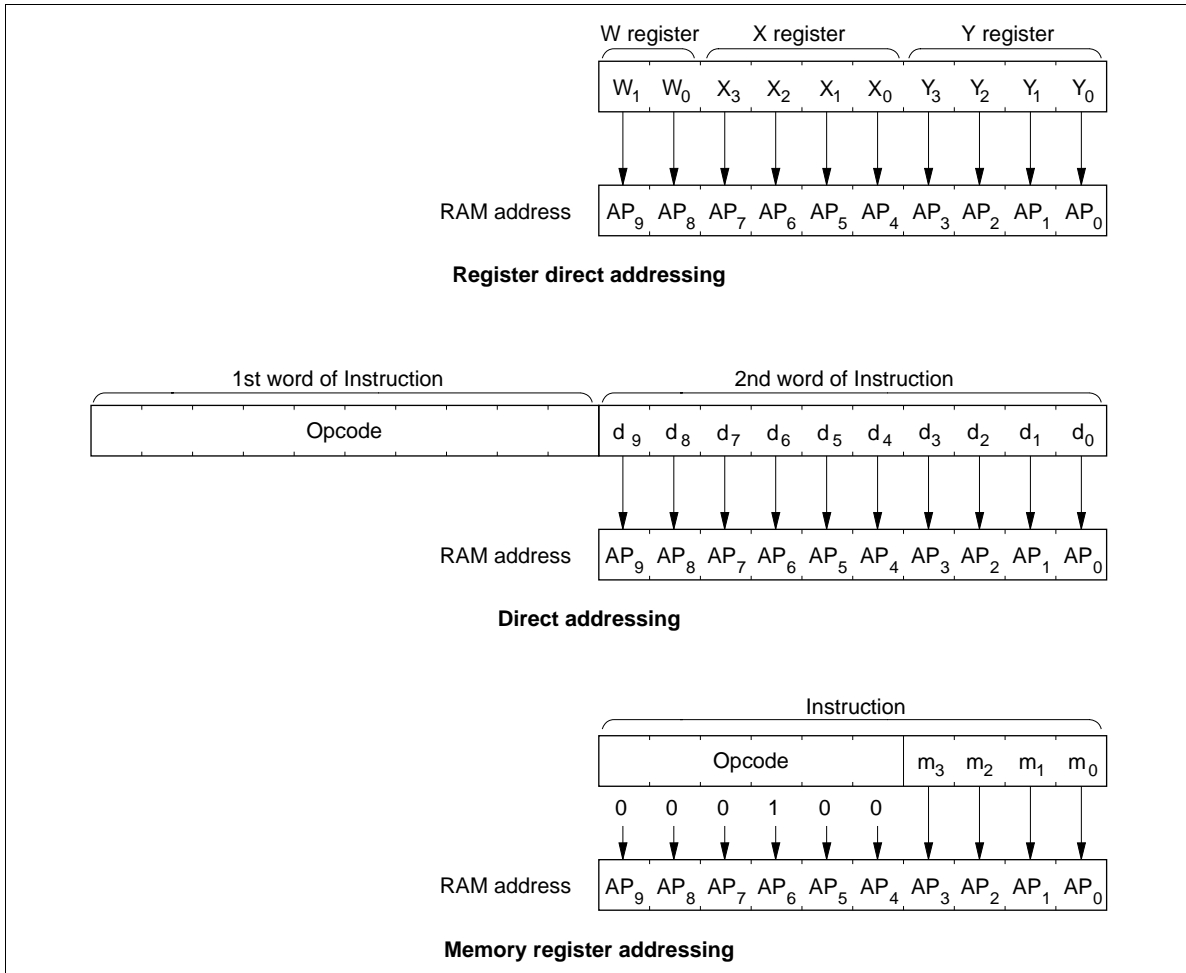 W register X register Y register
W1 W0 X3 X2 X1 X0 Y3 Y2 Y1 Y0
RAM address AP9 AP8 AP7 AP6 AP5 AP4 AP3 AP2 AP1 AP0
Register direct addressing
1st word of Instruction 2nd word of Instruction
Opcode d9 d8 d7 d6 d5 d4 d3 d2 d1 d0
RAM address AP9 AP8 AP7 AP6 AP5 AP4 AP3 AP2 AP1 AP0
Direct addressing
Instruction
Opcode m3 m2 m1 m0
0 0 0 1 0 0
RAM address AP9 AP8 AP7 AP6 AP5 AP4 AP3 AP2 AP1 AP0
Memory register addressing